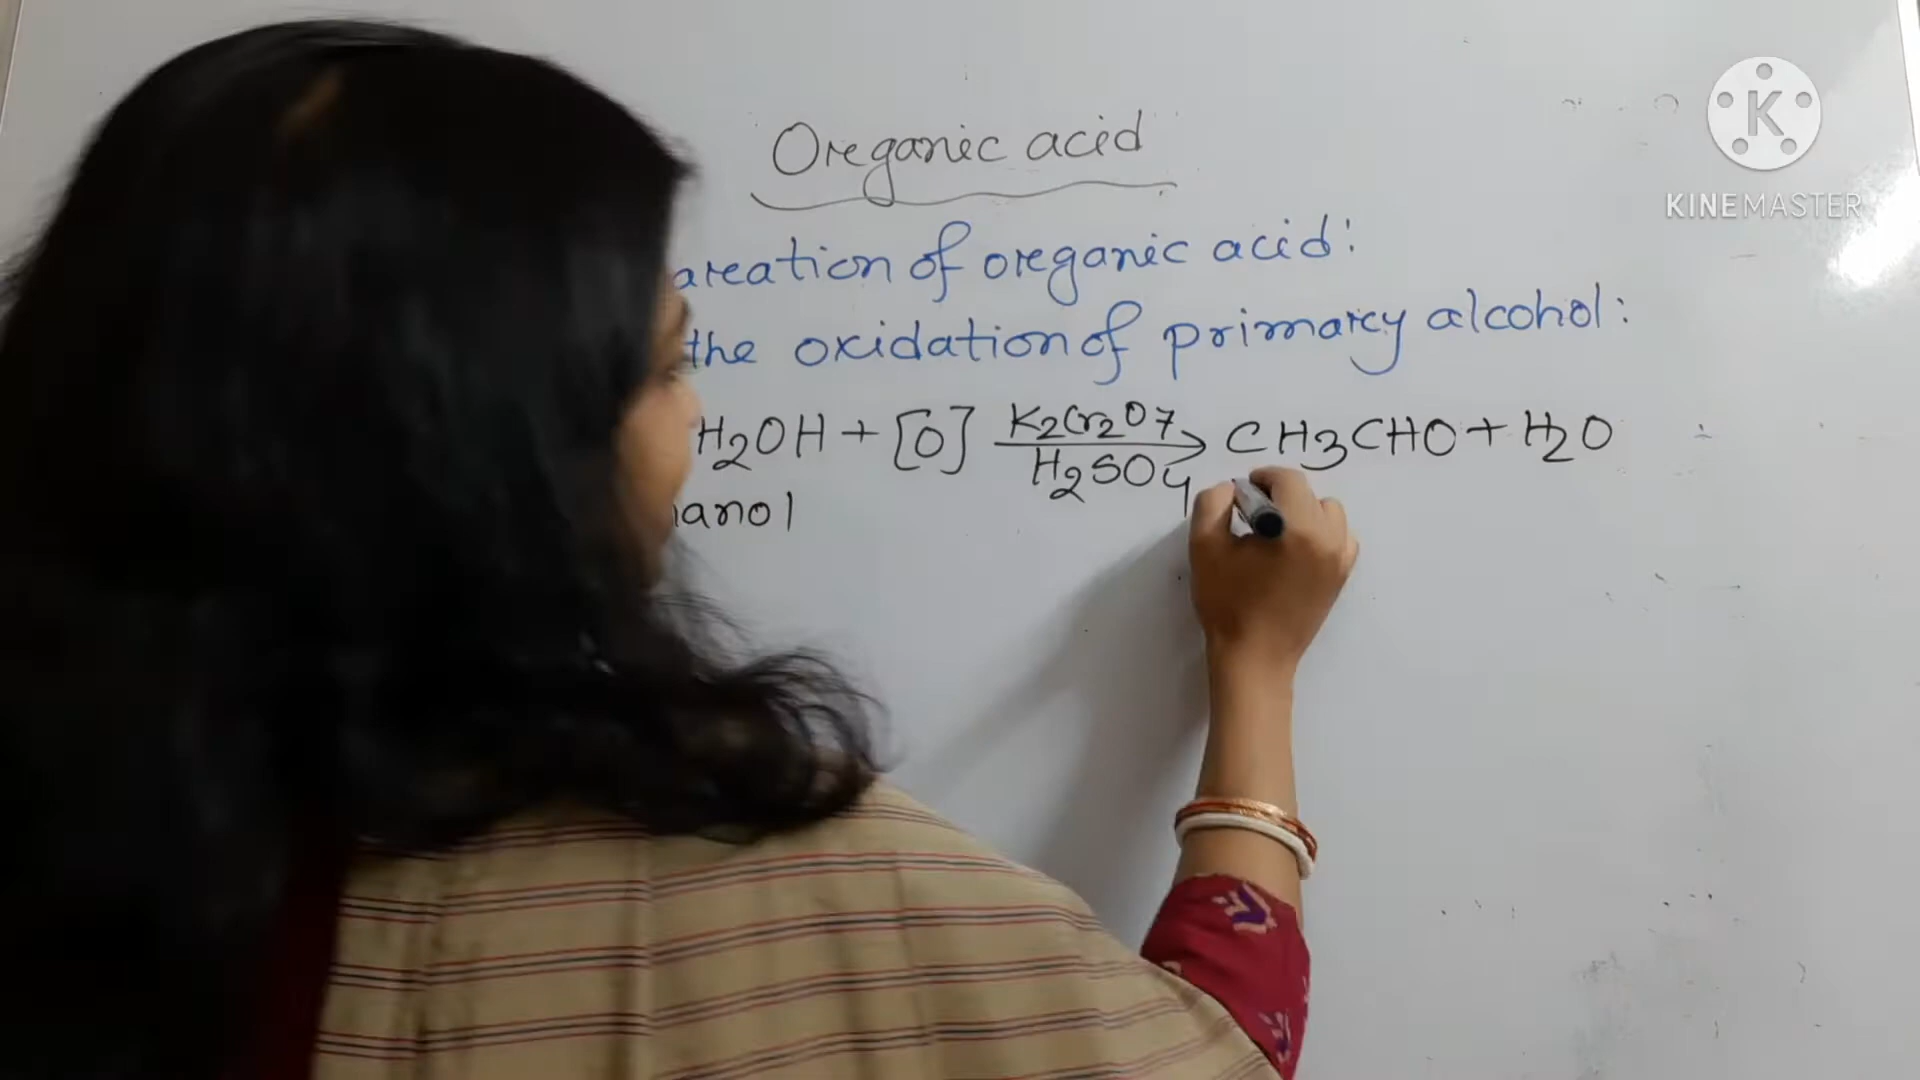 Oreganic acid
areation of oreganic acid:
the oxidation of primarcy alcohol:
H2OH + [O] K2Cr2O7 H2SO4 → CH3CHO + H2O
anol
K
KINEMASTER